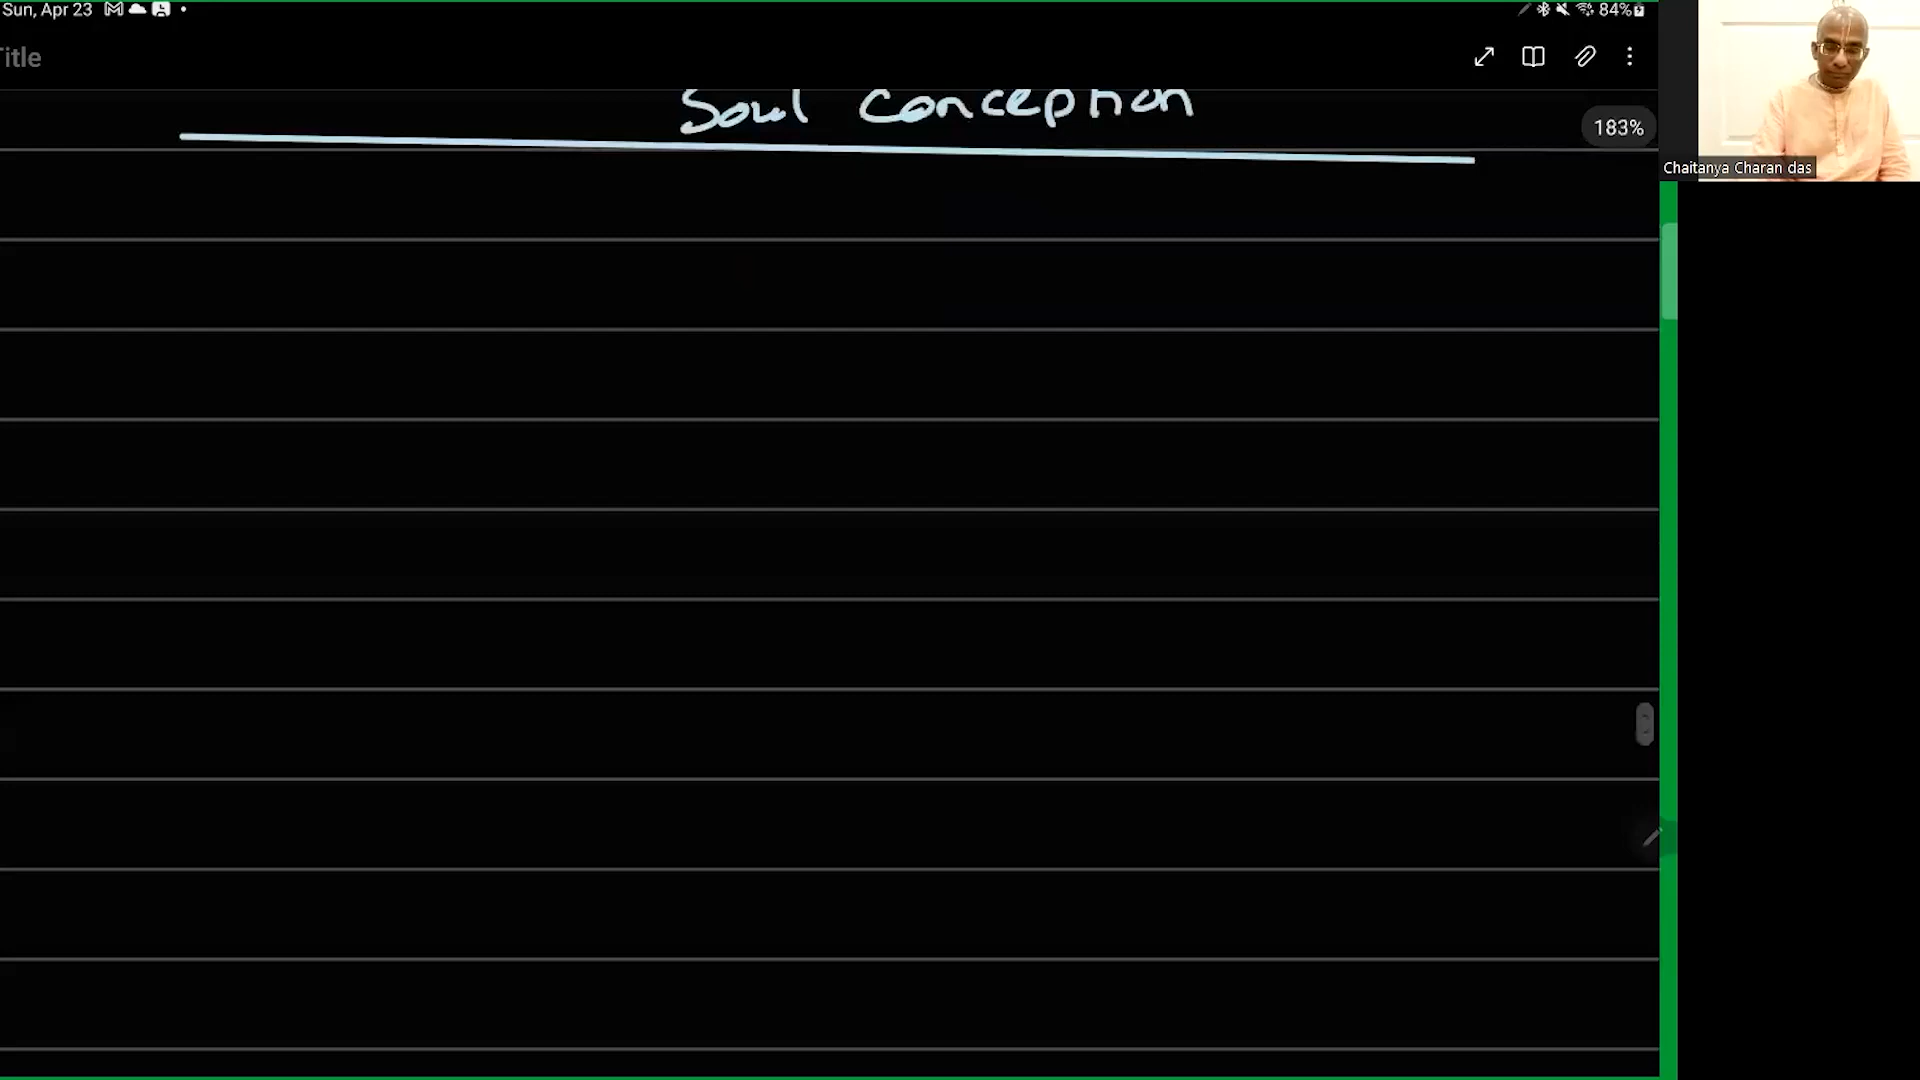 Sun, Apr 23
84%
Title
Soul Conception
183%
Chaitanya Charan das